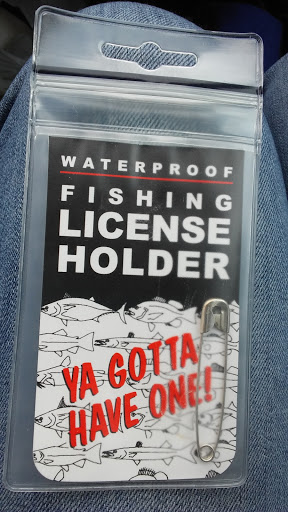 WATERPROOF
FISHING
LICENSE
HOLDER
YA GOTTA
HAVE ONE!